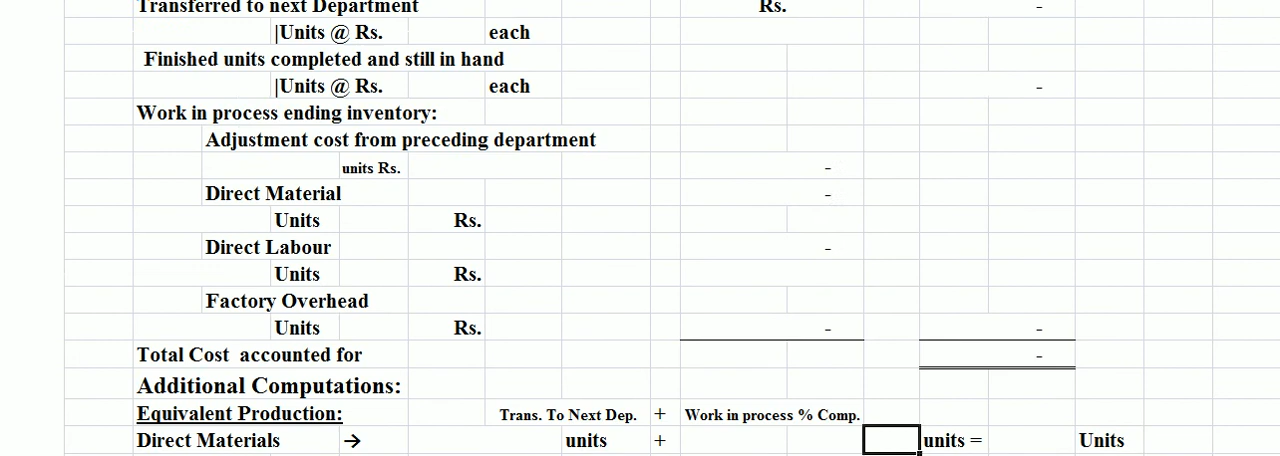 Transferred to next Department Rs. -
|Units @ Rs. each
Finished units completed and still in hand
|Units @ Rs. each -
Work in process ending inventory:
Adjustment cost from preceding department
units Rs. -
Direct Material -
Units Rs.
Direct Labour -
Units Rs.
Factory Overhead
Units Rs. - -
Total Cost accounted for -
Additional Computations:
Equivalent Production: Trans. To Next Dep. + Work in process % Comp.
Direct Materials → units + units = Units